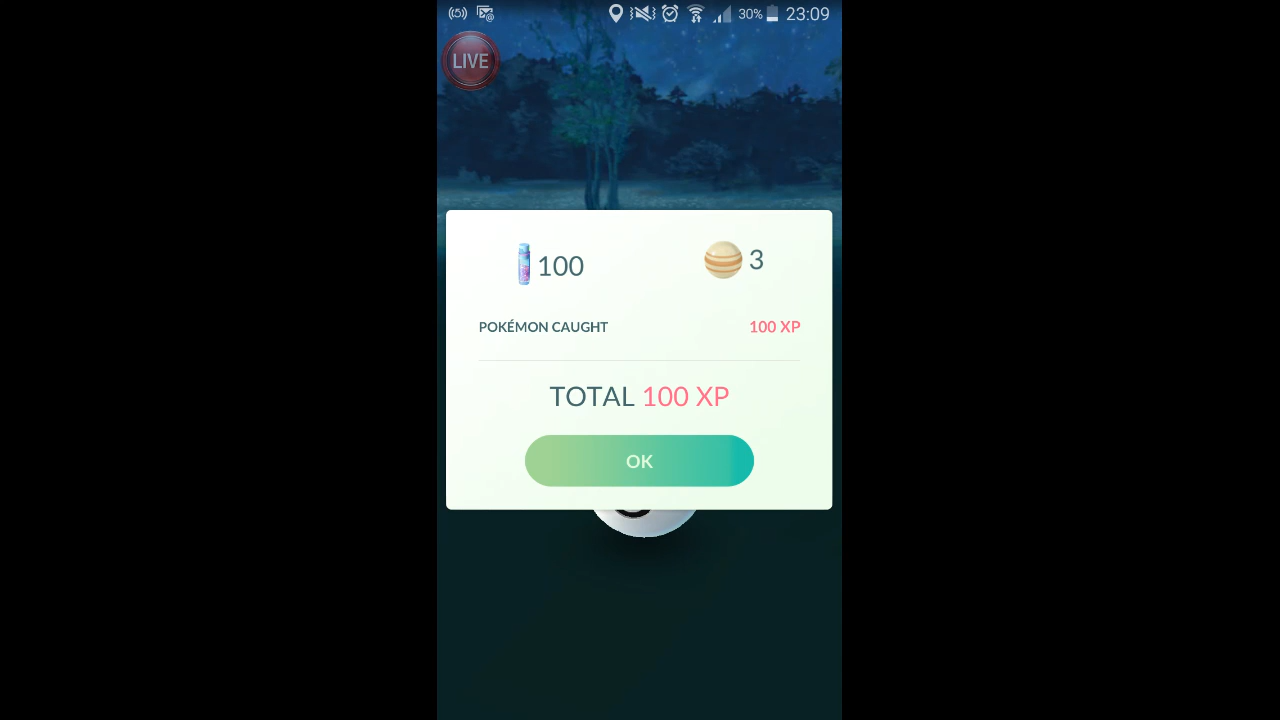 30% 23:09
LIVE
100 3
POKÉMON CAUGHT 100 XP
TOTAL 100 XP
OK